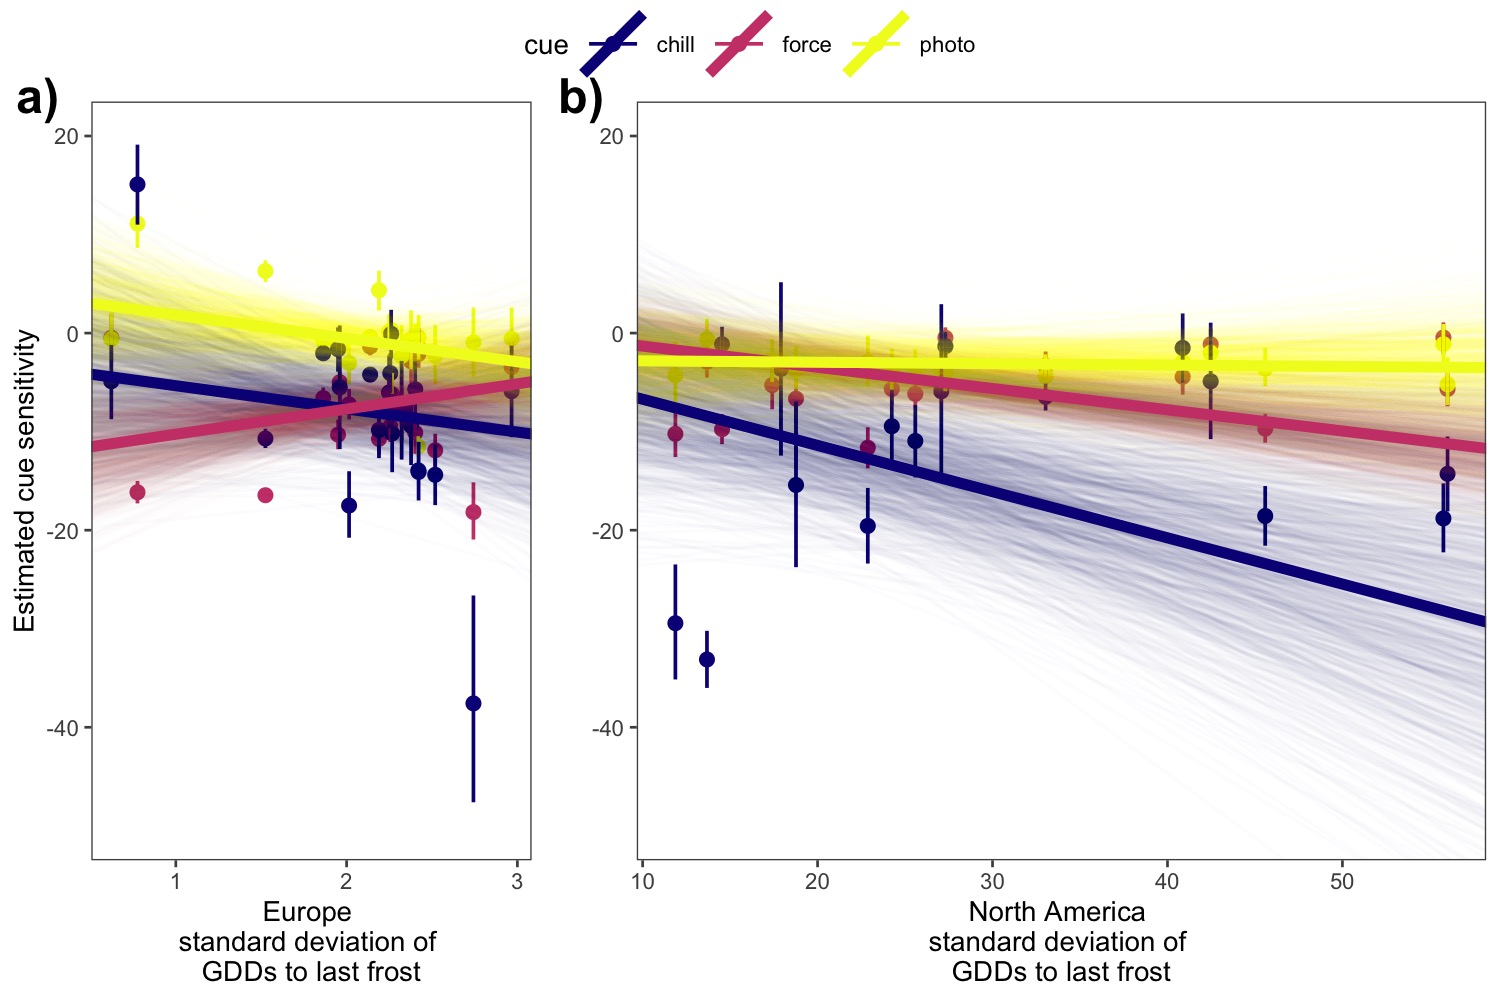 cue chill force photo
a) b)
Estimated cue sensitivity
20
0
-20
-40
1 2 3
Europe
standard deviation of
GDDs to last frost
20
0
-20
-40
10 20 30 40 50
North America
standard deviation of
GDDs to last frost